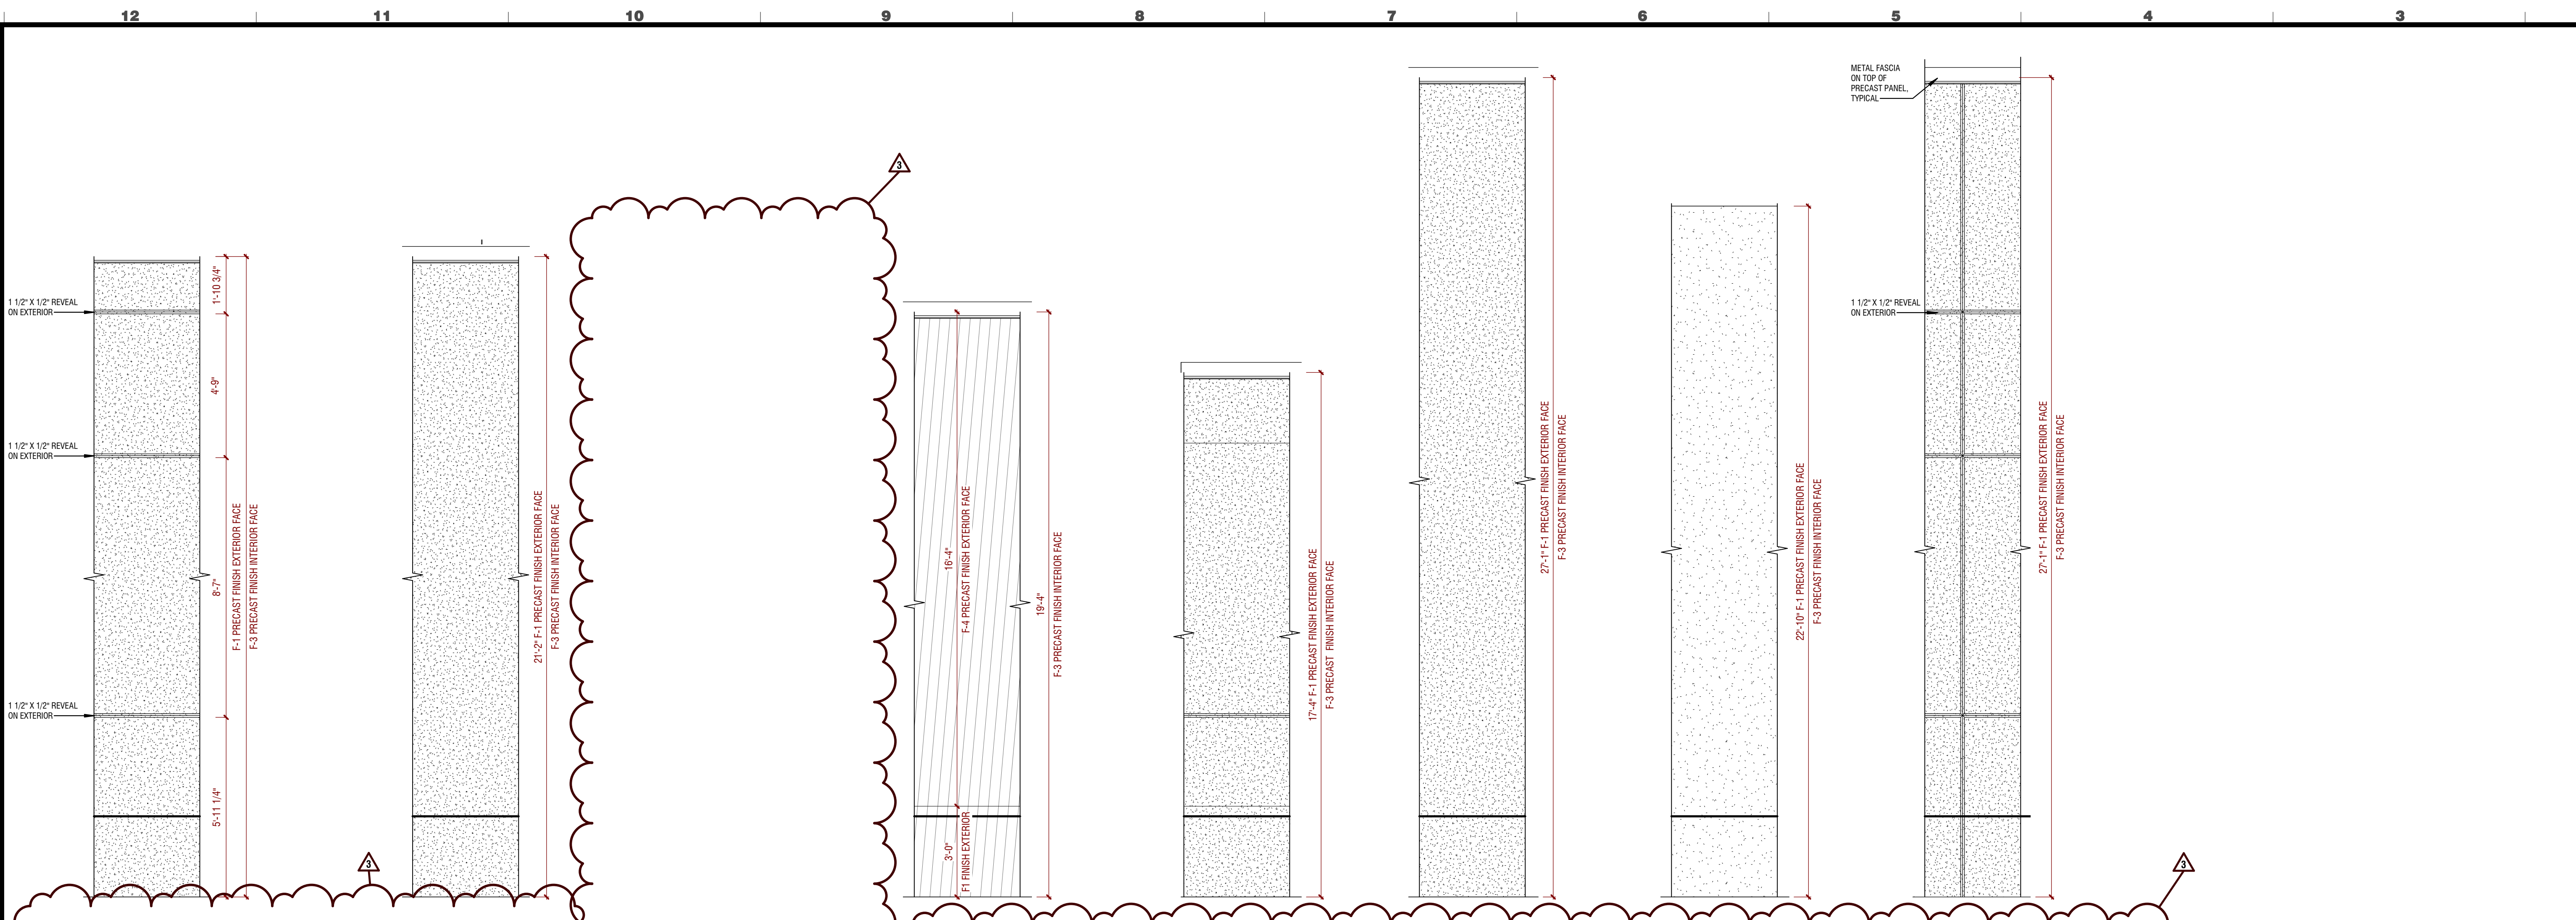 12 11 10 9 8 7 6 5 4 3
METAL FASCIA
ON TOP OF
PRECAST PANEL,
TYPICAL
3
1 1/2" X 1/2" REVEAL
ON EXTERIOR
1 1/2" X 1/2" REVEAL
ON EXTERIOR
1 1/2" X 1/2" REVEAL
ON EXTERIOR
1'-10 3/4"
4'-9"
8'-7"
5'-11 1/4"
F-1 PRECAST FINISH EXTERIOR FACE
F-3 PRECAST FINISH INTERIOR FACE
3
21'-2" F-1 PRECAST FINISH EXTERIOR FACE
F-3 PRECAST FINISH INTERIOR FACE
16'-4"
F-4 PRECAST FINISH EXTERIOR FACE
3'-0"
F1 FINISH EXTERIOR
19'-4"
F-3 PRECAST FINISH INTERIOR FACE
17'-4" F-1 PRECAST FINISH EXTERIOR FACE
F-3 PRECAST FINISH INTERIOR FACE
27'-1" F-1 PRECAST FINISH EXTERIOR FACE
F-3 PRECAST FINISH INTERIOR FACE
22'-10" F-1 PRECAST FINISH EXTERIOR FACE
F-3 PRECAST FINISH INTERIOR FACE
1 1/2" X 1/2" REVEAL
ON EXTERIOR
27'-1" F-1 PRECAST FINISH EXTERIOR FACE
F-3 PRECAST FINISH INTERIOR FACE
3